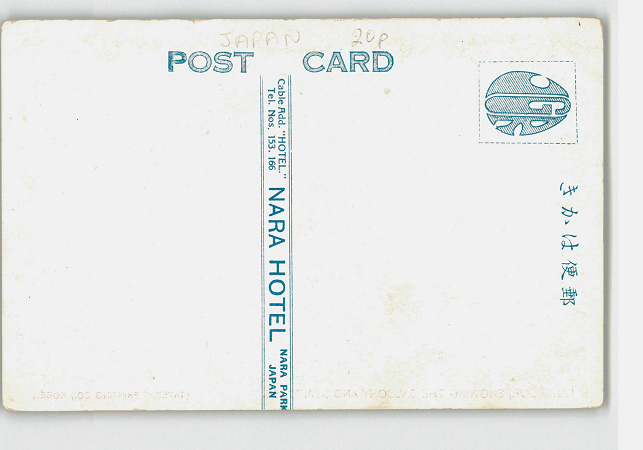 JAPAN 20p
POST CARD
Cable Add. "HOTEL."
Tel. Nos. 153. 166
NARA HOTEL
NARA PARK
JAPAN
きかは便郵